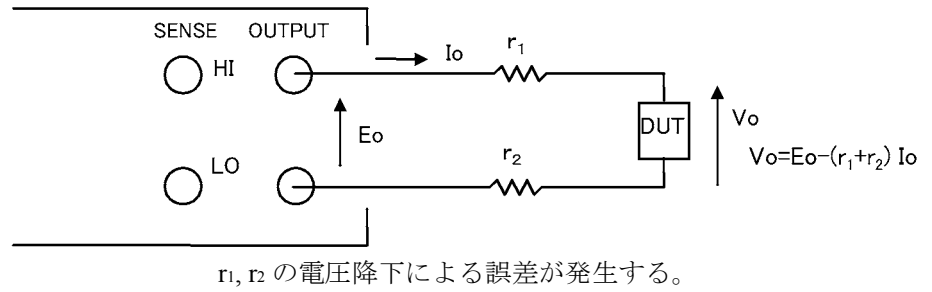 SENSE OUTPUT
HI
Io
r₁
Eo
DUT
Vo
Vo=Eo-(r₁+r₂) Io
LO
r₂
r₁, r₂ の電圧降下による誤差が発生する。